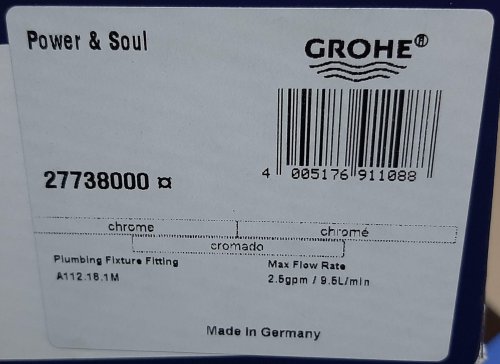 Power & Soul
GROHE®
4 005176 911088
27738000 ¤
chrome
chromé
cromado
Plumbing Fixture Fitting
A112.18.1M
Max Flow Rate
2.5gpm / 9.5L/min
Made in Germany